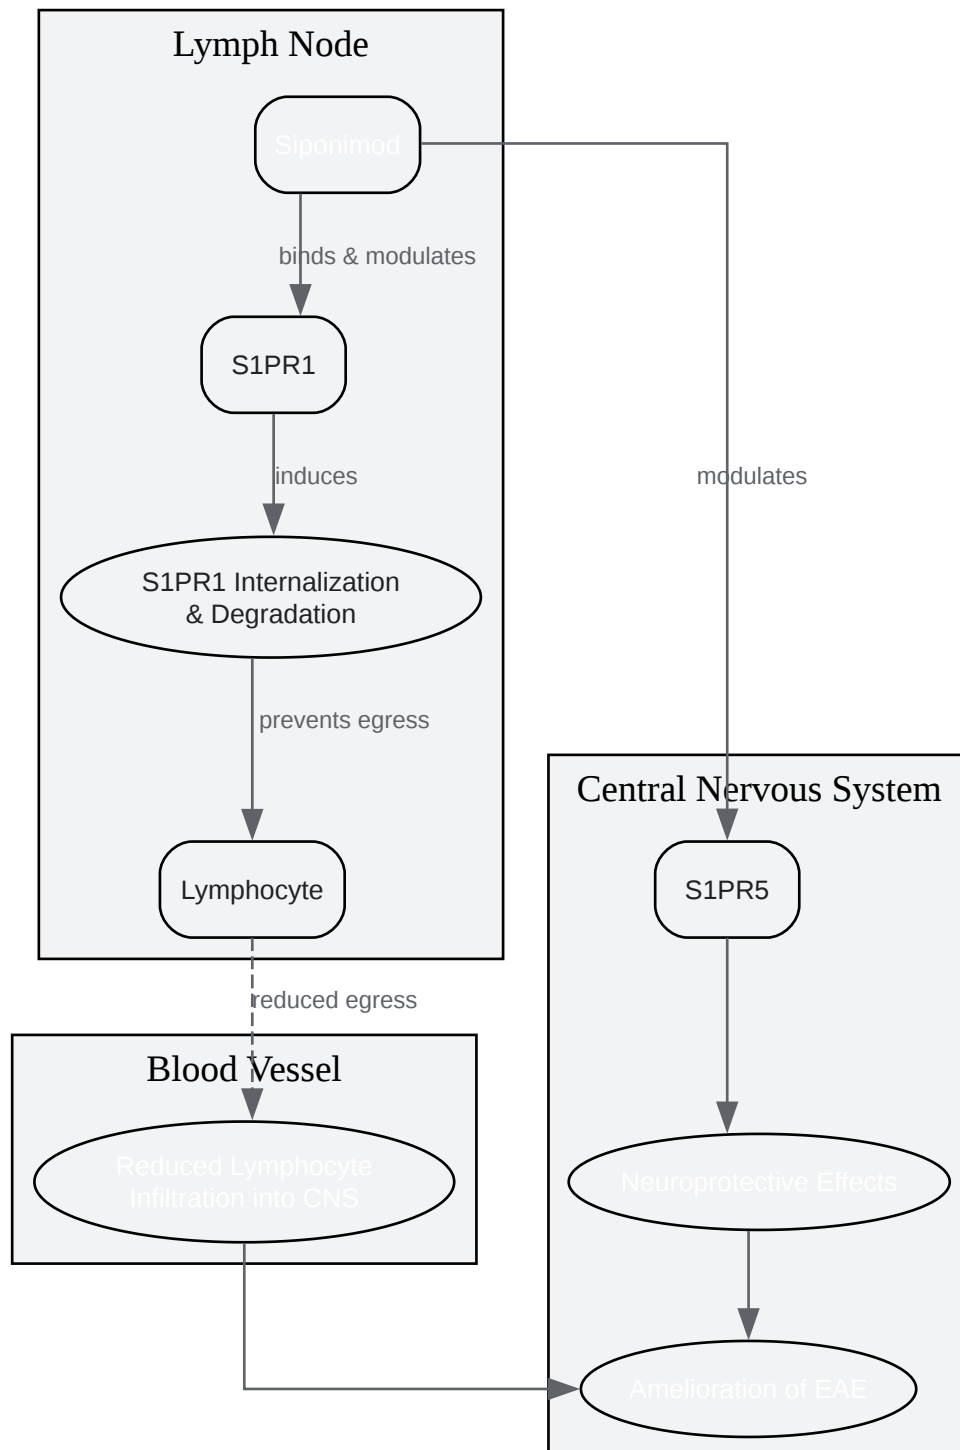 Lymph Node
Siponimod
binds & modulates
S1PR1
induces
modulates
S1PR1 Internalization
& Degradation
prevents egress
Central Nervous System
Lymphocyte
S1PR5
reduced egress
Blood Vessel
Reduced Lymphocyte
Infiltration into CNS
Neuroprotective Effects
Amelioration of EAE